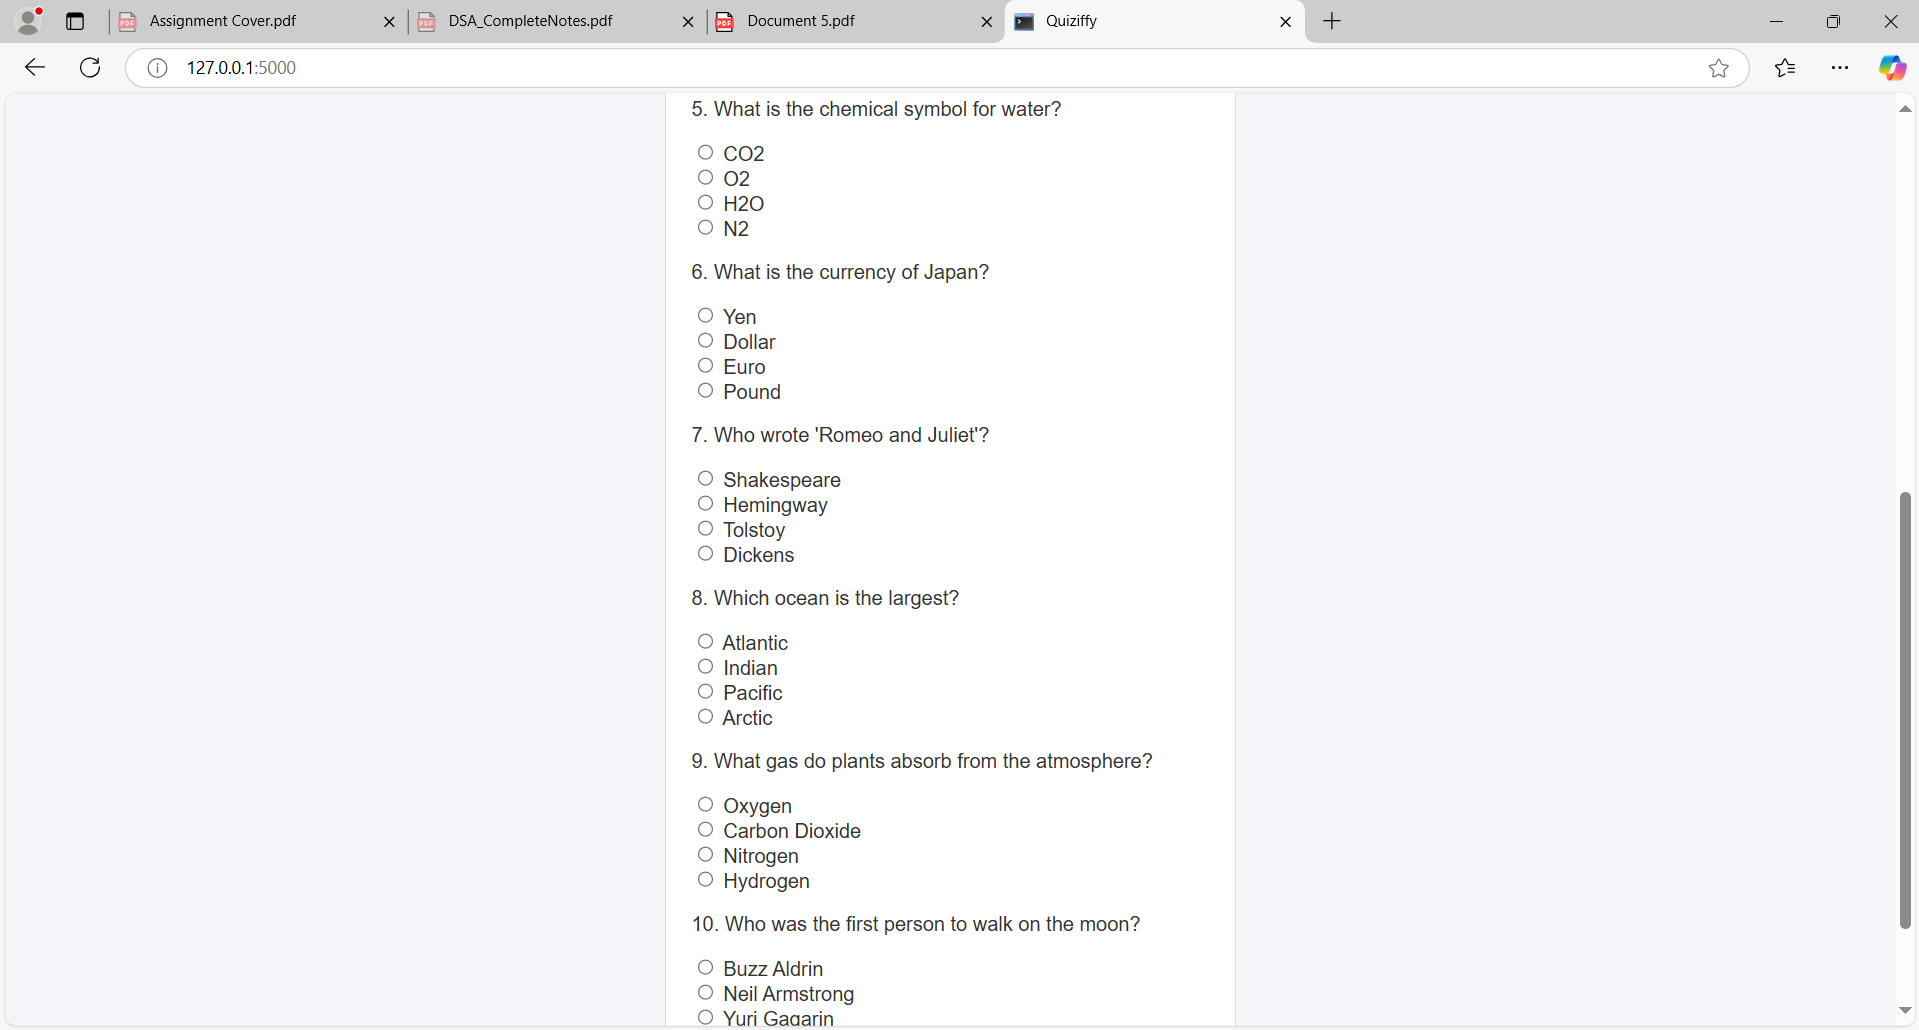 Assignment Cover.pdf
DSA_CompleteNotes.pdf
Document 5.pdf
Quiziffy
127.0.0.1:5000
5. What is the chemical symbol for water?
CO2
O2
H2O
N2
6. What is the currency of Japan?
Yen
Dollar
Euro
Pound
7. Who wrote 'Romeo and Juliet'?
Shakespeare
Hemingway
Tolstoy
Dickens
8. Which ocean is the largest?
Atlantic
Indian
Pacific
Arctic
9. What gas do plants absorb from the atmosphere?
Oxygen
Carbon Dioxide
Nitrogen
Hydrogen
10. Who was the first person to walk on the moon?
Buzz Aldrin
Neil Armstrong
Yuri Gagarin